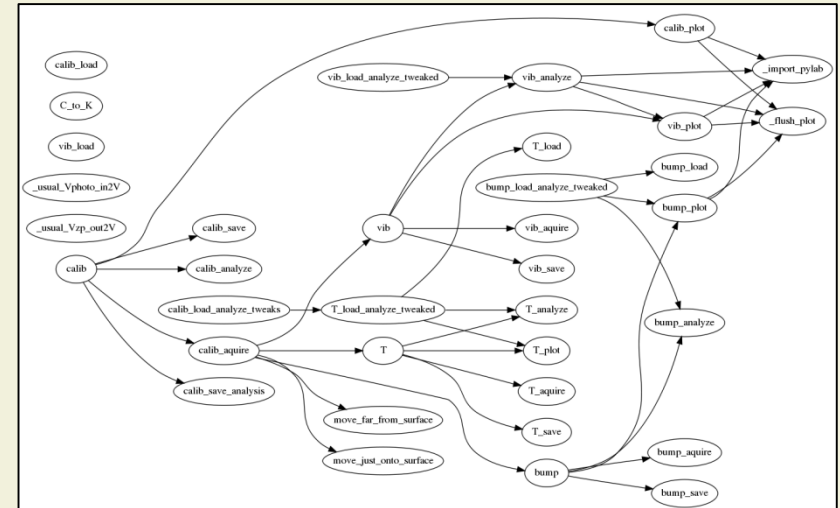 calib_load
C_to_K
vib_load
_usual_Vphoto_in2V
_usual_Vzp_out2V
calib
calib_save
calib_analyze
calib_load_analyze_tweaks
calib_aquire
calib_save_analysis
vib_load_analyze_tweaked
vib
T_load_analyze_tweaked
T
move_far_from_surface
move_just_onto_surface
vib_analyze
T_load
bump_load_analyze_tweaked
vib_aquire
vib_save
T_analyze
T_plot
T_aquire
T_save
bump
calib_plot
vib_plot
bump_load
bump_plot
bump_analyze
bump_aquire
bump_save
_import_pylab
_flush_plot